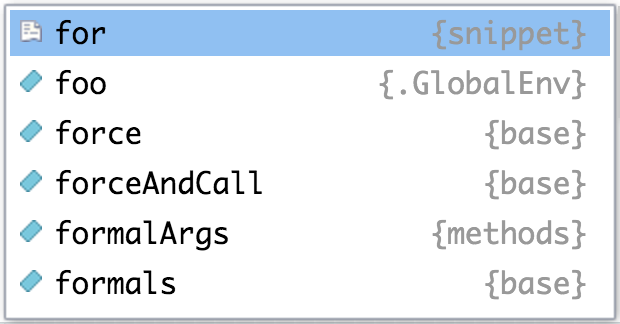 for {snippet}
foo {.GlobalEnv}
force {base}
forceAndCall {base}
formalArgs {methods}
formals {base}